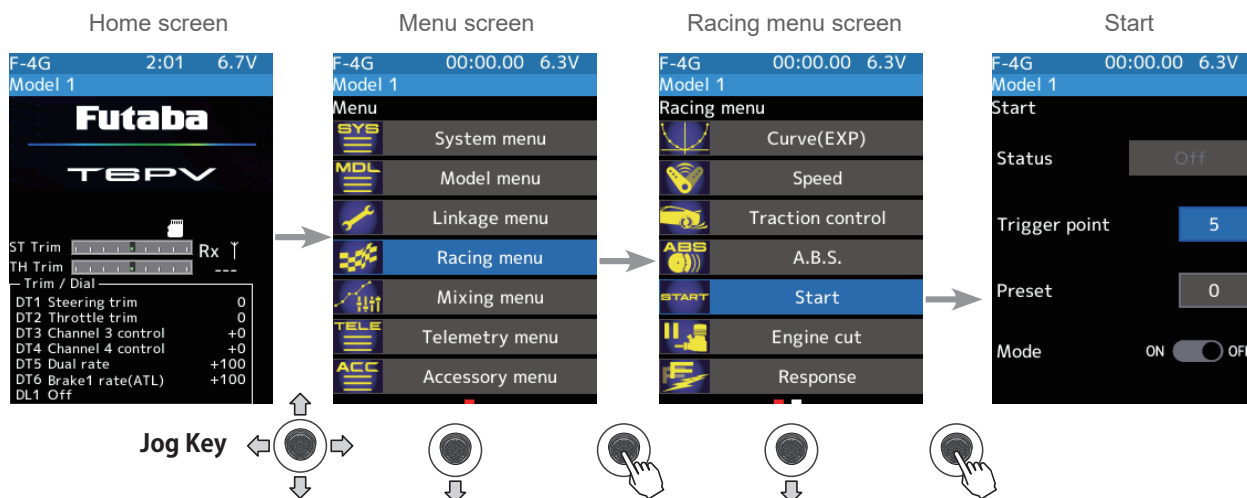 Home screen
Menu screen
Racing menu screen
Start
F-4G 2:01 6.7V
Model 1
Futaba
T6PV
ST Trim
Rx
TH Trim
---
Trim / Dial
DT1 Steering trim 0
DT2 Throttle trim 0
DT3 Channel 3 control +0
DT4 Channel 4 control +0
DT5 Dual rate +100
DT6 Brake1 rate(ATL) +100
DL1 Off
F-4G 00:00.00 6.3V
Model 1
Menu
SYS System menu
MDL Model menu
Linkage menu
Racing menu
Mixing menu
TELE Telemetry menu
ACC Accessory menu
F-4G 00:00.00 6.3V
Model 1
Racing menu
Curve(EXP)
Speed
Traction control
ABS A.B.S.
START Start
Engine cut
Response
F-4G 00:00.00 6.3V
Model 1
Start
Status Off
Trigger point 5
Preset 0
Mode ON OFF
Jog Key